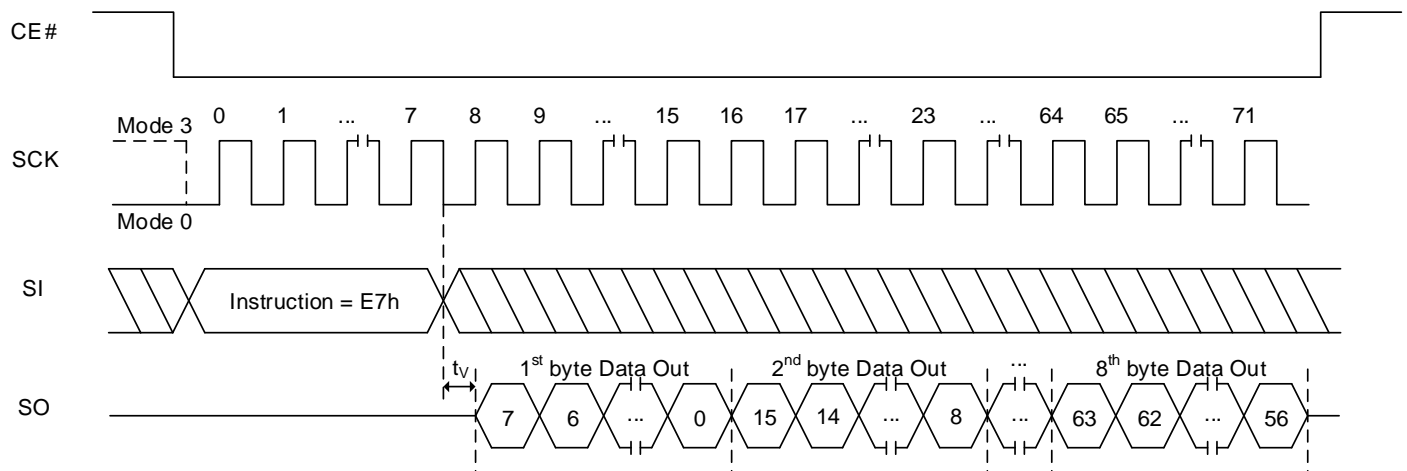 CE#
0 1 ... 7 8 9 ... 15 16 17 ... 23 ... 64 65 ... 71
Mode 3
SCK
Mode 0
SI
Instruction = E7h
tV 1st byte Data Out 2nd byte Data Out ... 8th byte Data Out
SO
7 6 ... 0 15 14 ... 8 ... 63 62 ... 56